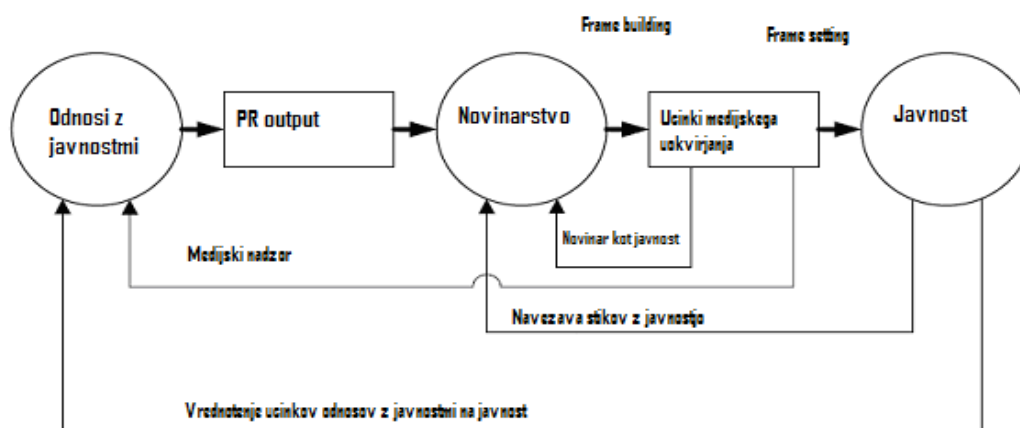 Frame building
Frame setting
Odnosi z
javnostmi
PR output
Novinarstvo
Ucinki medijskega
uokvirjanja
Javnost
Novinar kot javnost
Medijski nadzor
Navezava stikov z javnostjo
Vrednotenje ucinkov odnosov z javnostmi na javnost